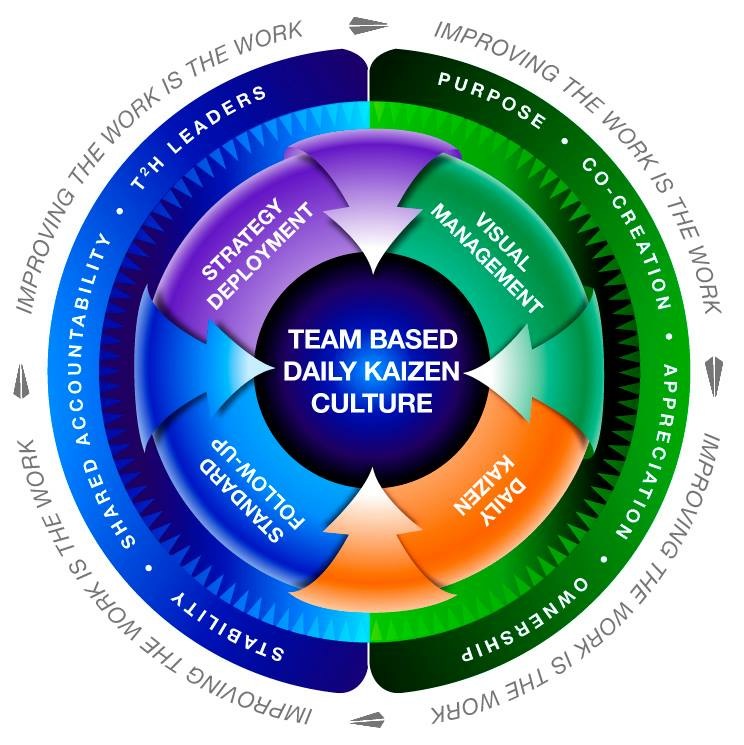 IMPROVING THE WORK IS THE WORK
IMPROVING THE WORK IS THE WORK
IMPROVING THE WORK IS THE WORK
IMPROVING THE WORK IS THE WORK
T²H LEADERS •
SHARED ACCOUNTABILITY •
STABILITY
PURPOSE •
CO-CREATION •
APPRECIATION •
OWNERSHIP
STRATEGY
DEPLOYMENT
VISUAL
MANAGEMENT
TEAM BASED
DAILY KAIZEN
CULTURE
STANDARD
FOLLOW-UP
DAILY
KAIZEN